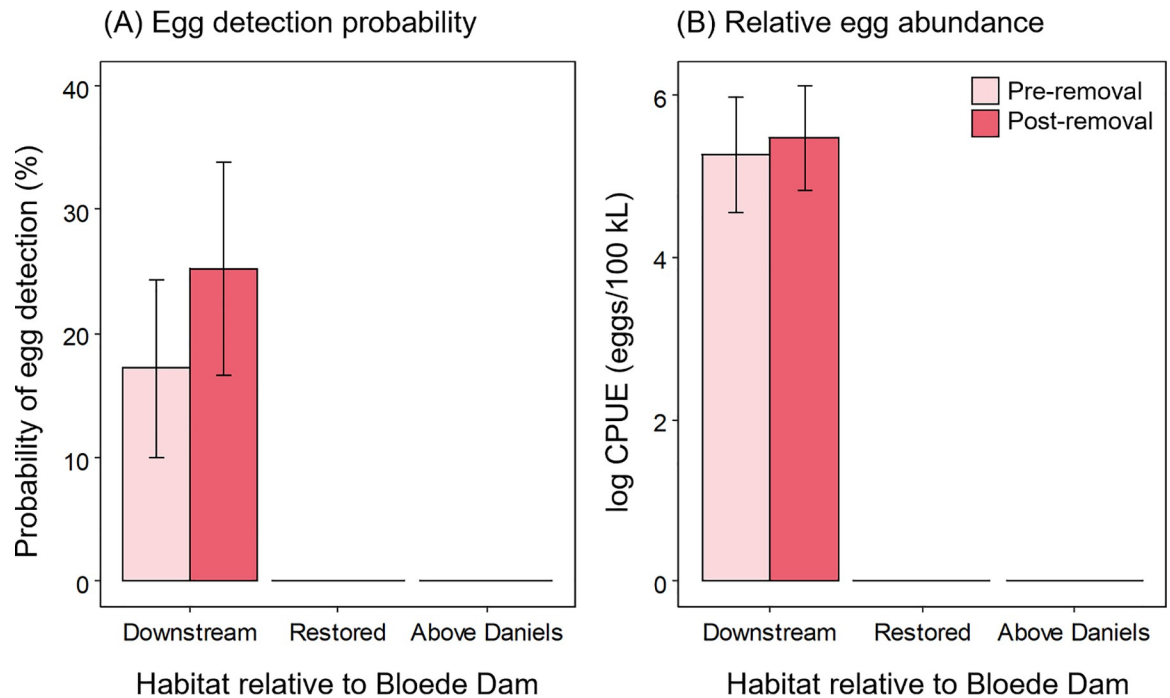 (A) Egg detection probability
Probability of egg detection (%)
40
30
20
10
0
Downstream Restored Above Daniels
Habitat relative to Bloede Dam
(B) Relative egg abundance
log CPUE (eggs/100 kL)
6
4
2
0
Pre-removal
Post-removal
Downstream Restored Above Daniels
Habitat relative to Bloede Dam